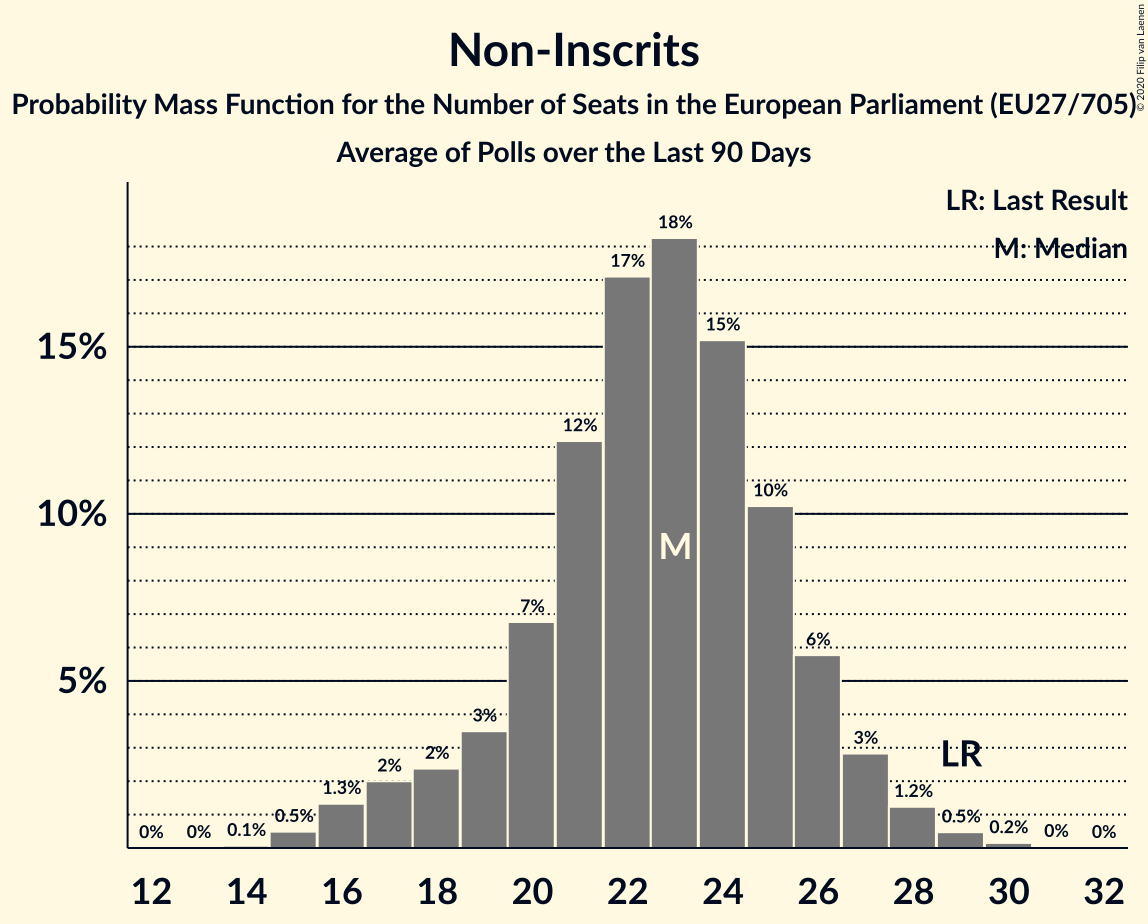 Non-Inscrits
Probability Mass Function for the Number of Seats in the European Parliament (EU27/705)
Average of Polls over the Last 90 Days
© 2020 Filip van Laenen
LR: Last Result
M: Median
15%
10%
5%
0%
0%
0.1%
0.5%
1.3%
2%
2%
3%
7%
12%
17%
18%
15%
10%
6%
3%
1.2%
0.5%
0.2%
0%
0%
M
LR
12 14 16 18 20 22 24 26 28 30 32